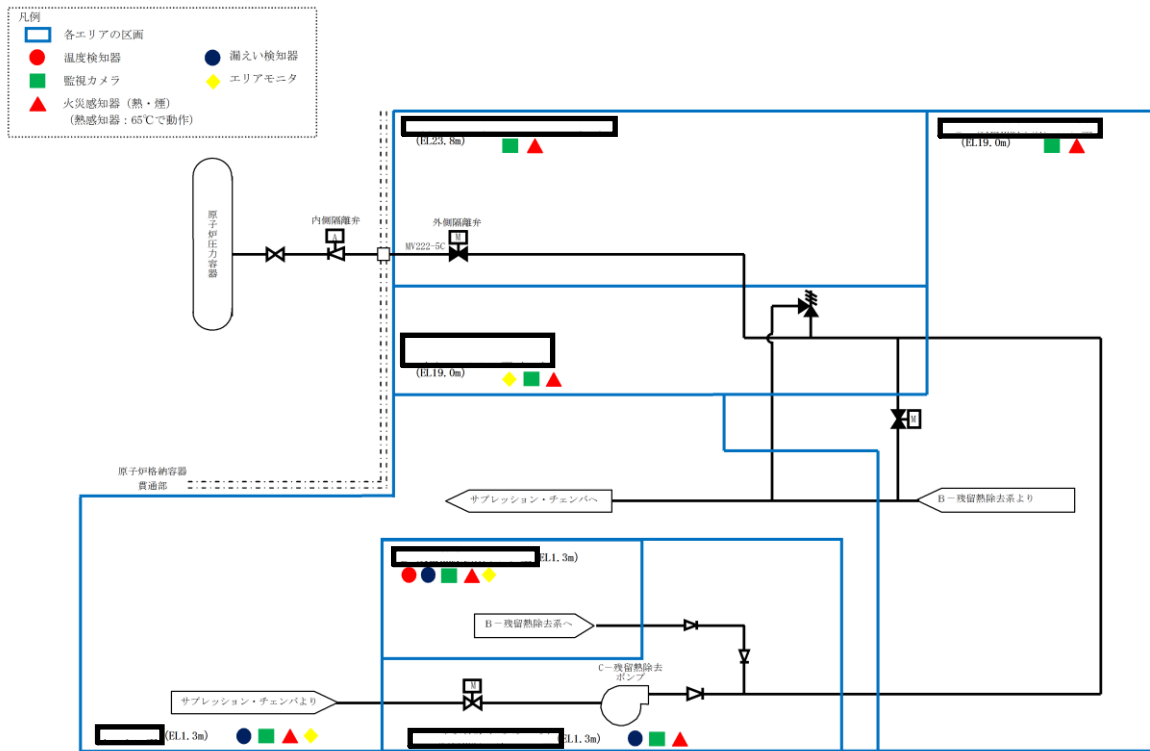 凡例
各エリアの区画
温度検知器
漏えい検知器
監視カメラ
エリアモニタ
火災感知器（熱・煙）
（熱感知器：65℃で動作）
(EL23.8m)
(EL19.0m)
原子炉圧力容器
内側隔離弁
A
外側隔離弁
M
MV222-5C
(EL19.0m)
M
原子炉格納容器
貫通部
サプレッション・チェンバへ
B－残留熱除去系より
(EL1.3m)
B－残留熱除去系へ
C－残留熱除去
ポンプ
M
サプレッション・チェンバより
(EL1.3m)
(EL1.3m)